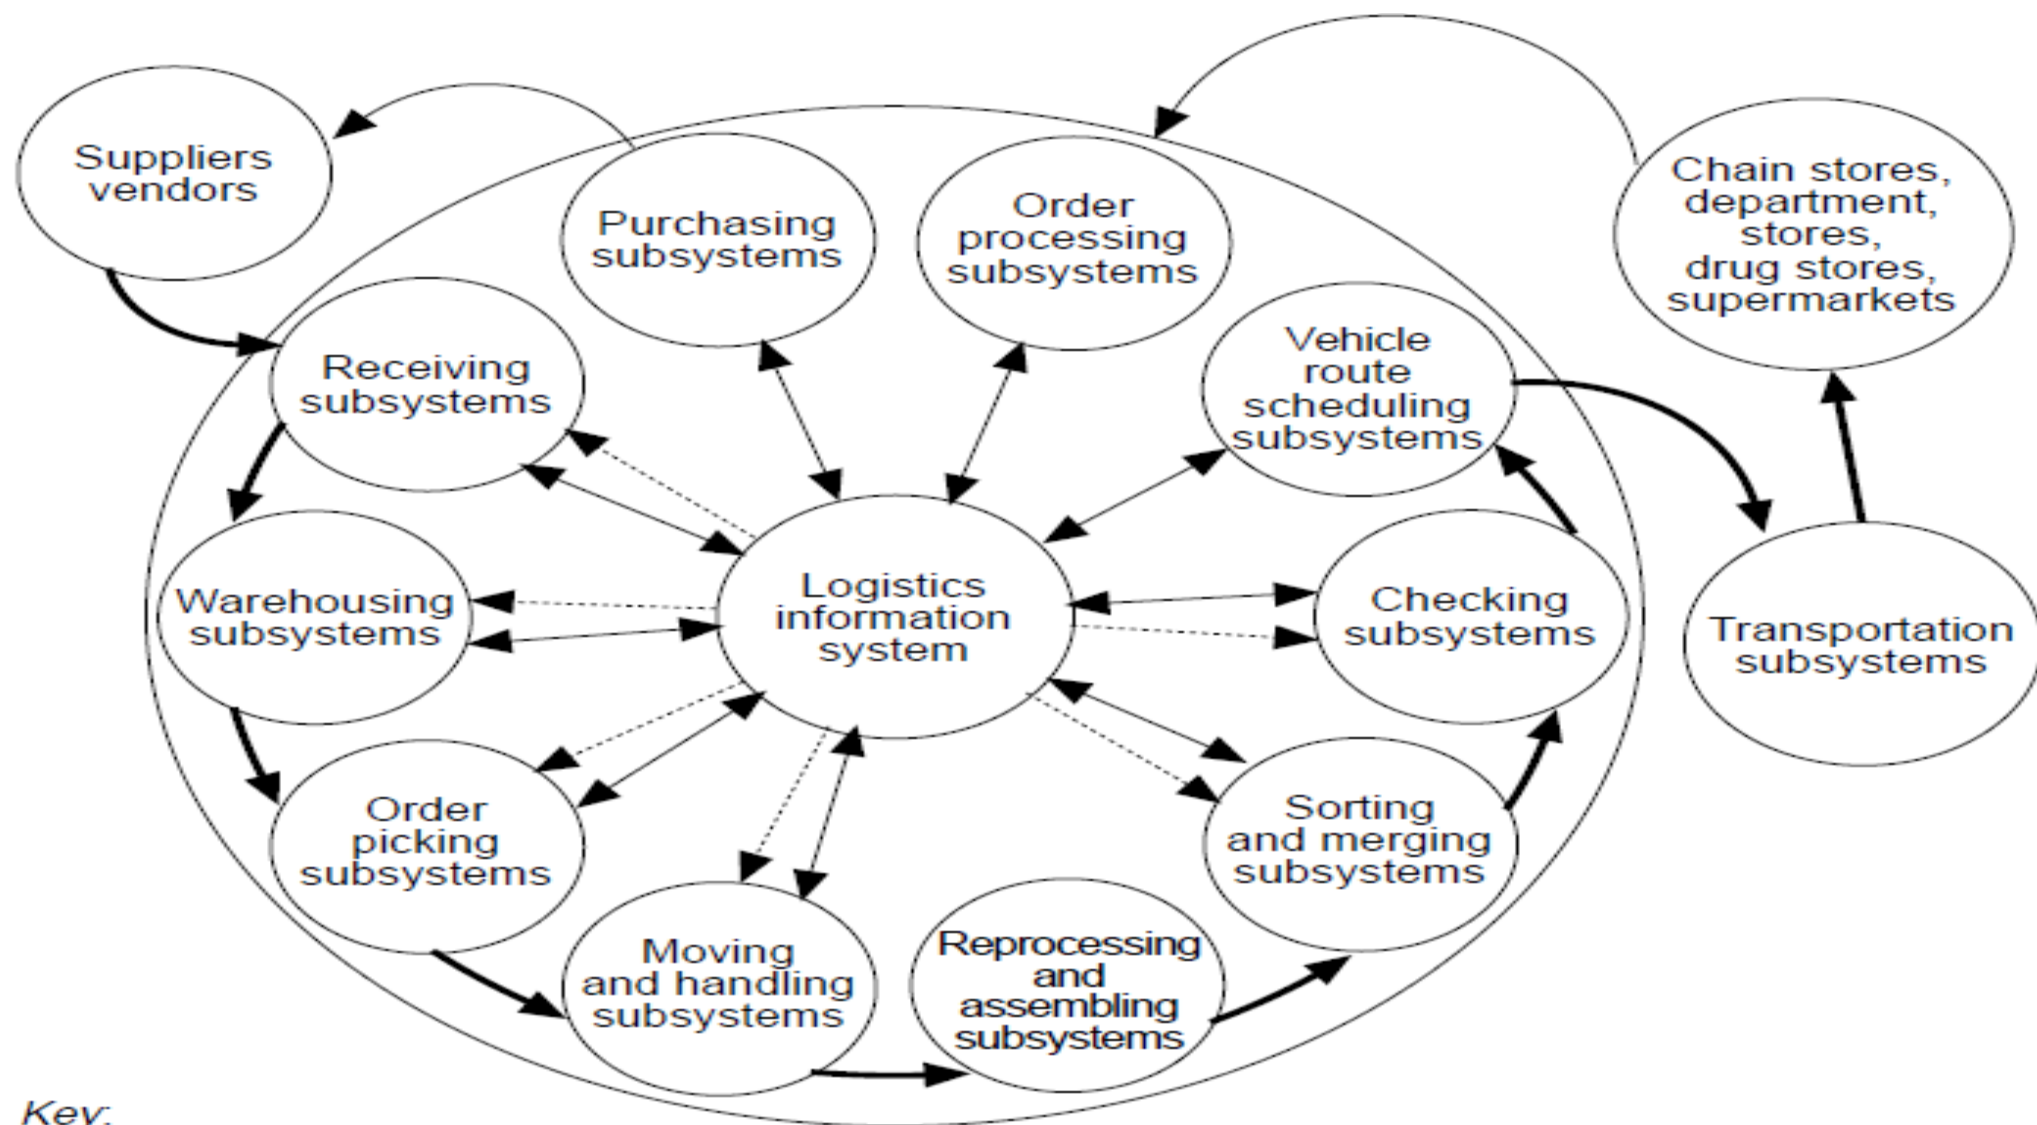 Suppliers
vendors
Purchasing
subsystems
Order
processing
subsystems
Chain stores,
department,
stores,
drug stores,
supermarkets
Receiving
subsystems
Vehicle
route
scheduling
subsystems
Warehousing
subsystems
Logistics
information
system
Checking
subsystems
Transportation
subsystems
Order
picking
subsystems
Sorting
and merging
subsystems
Moving
and handling
subsystems
Reprocessing
and
assembling
subsystems
Key: